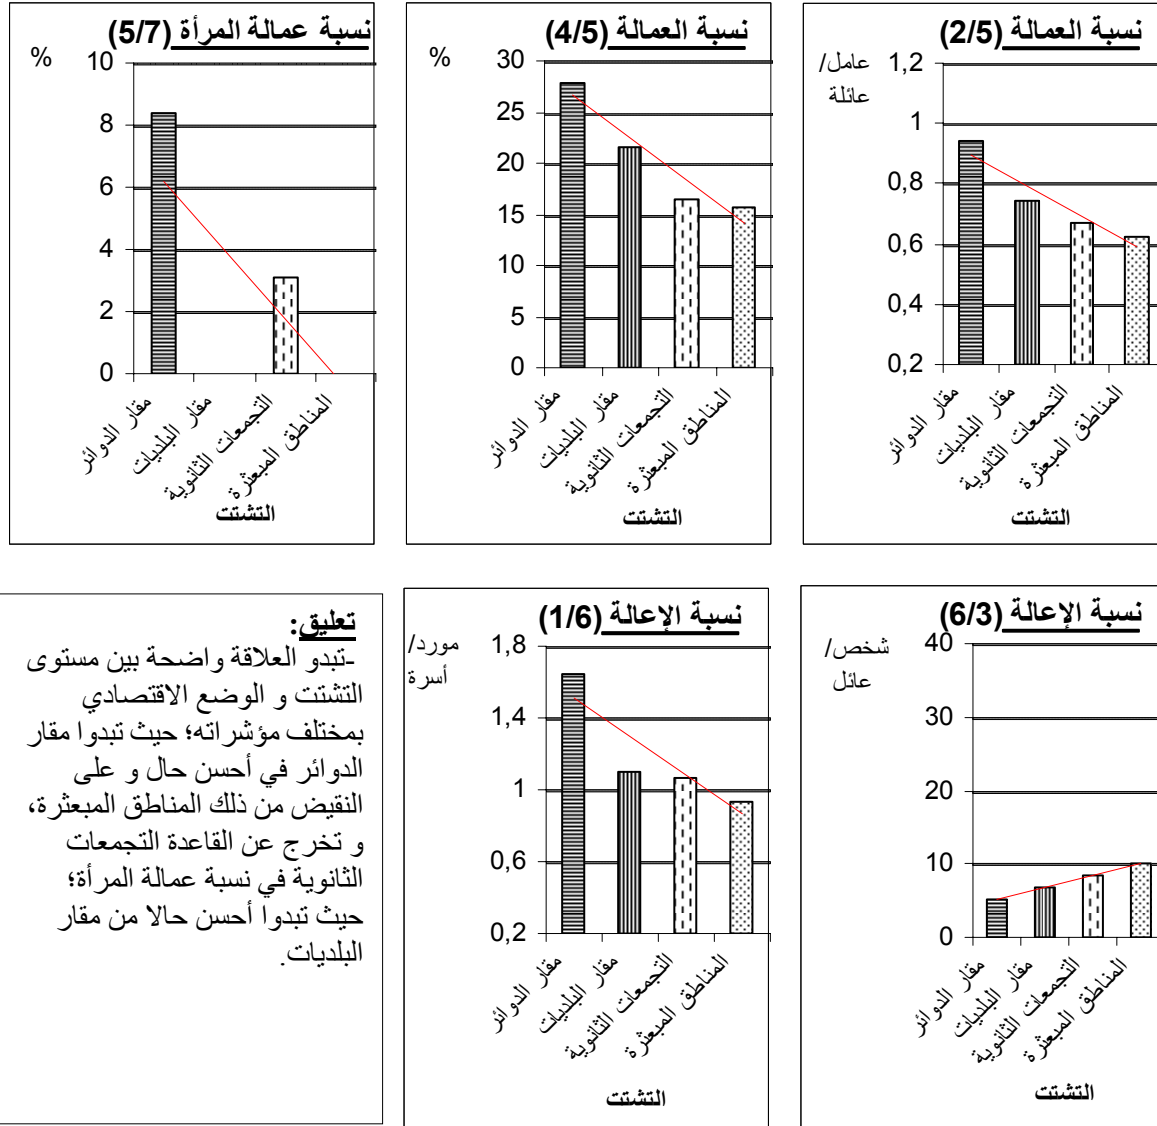 نسبة العمالة (2/5)
عامل/
عائلة
1,2
1
0,8
0,6
0,4
0,2
مقار الدوائر
مقار البلديات
التجمعات الثانوية
المناطق المبعثرة
التشتت
نسبة العمالة (4/5)
%
30
25
20
15
10
5
0
مقار الدوائر
مقار البلديات
التجمعات الثانوية
المناطق المبعثرة
التشتت
نسبة عمالة المرأة (5/7)
%
10
8
6
4
2
0
مقار الدوائر
مقار البلديات
التجمعات الثانوية
المناطق المبعثرة
التشتت
نسبة الإعالة (6/3)
شخص/
عائل
40
30
20
10
0
مقار الدوائر
مقار البلديات
التجمعات الثانوية
المناطق المبعثرة
التشتت
نسبة الإعالة (1/6)
مورد/
أسرة
1,8
1,4
1
0,6
0,2
مقار الدوائر
مقار البلديات
التجمعات الثانوية
المناطق المبعثرة
التشتت
تعليق:
-تبدو العلاقة واضحة بين مستوى
التشتت و الوضع الاقتصادي
بمختلف مؤشراته؛ حيث تبدوا مقار
الدوائر في أحسن حال و على
النقيض من ذلك المناطق المبعثرة،
و تخرج عن القاعدة التجمعات
الثانوية في نسبة عمالة المرأة؛
حيث تبدوا أحسن حالا من مقار
البلديات.